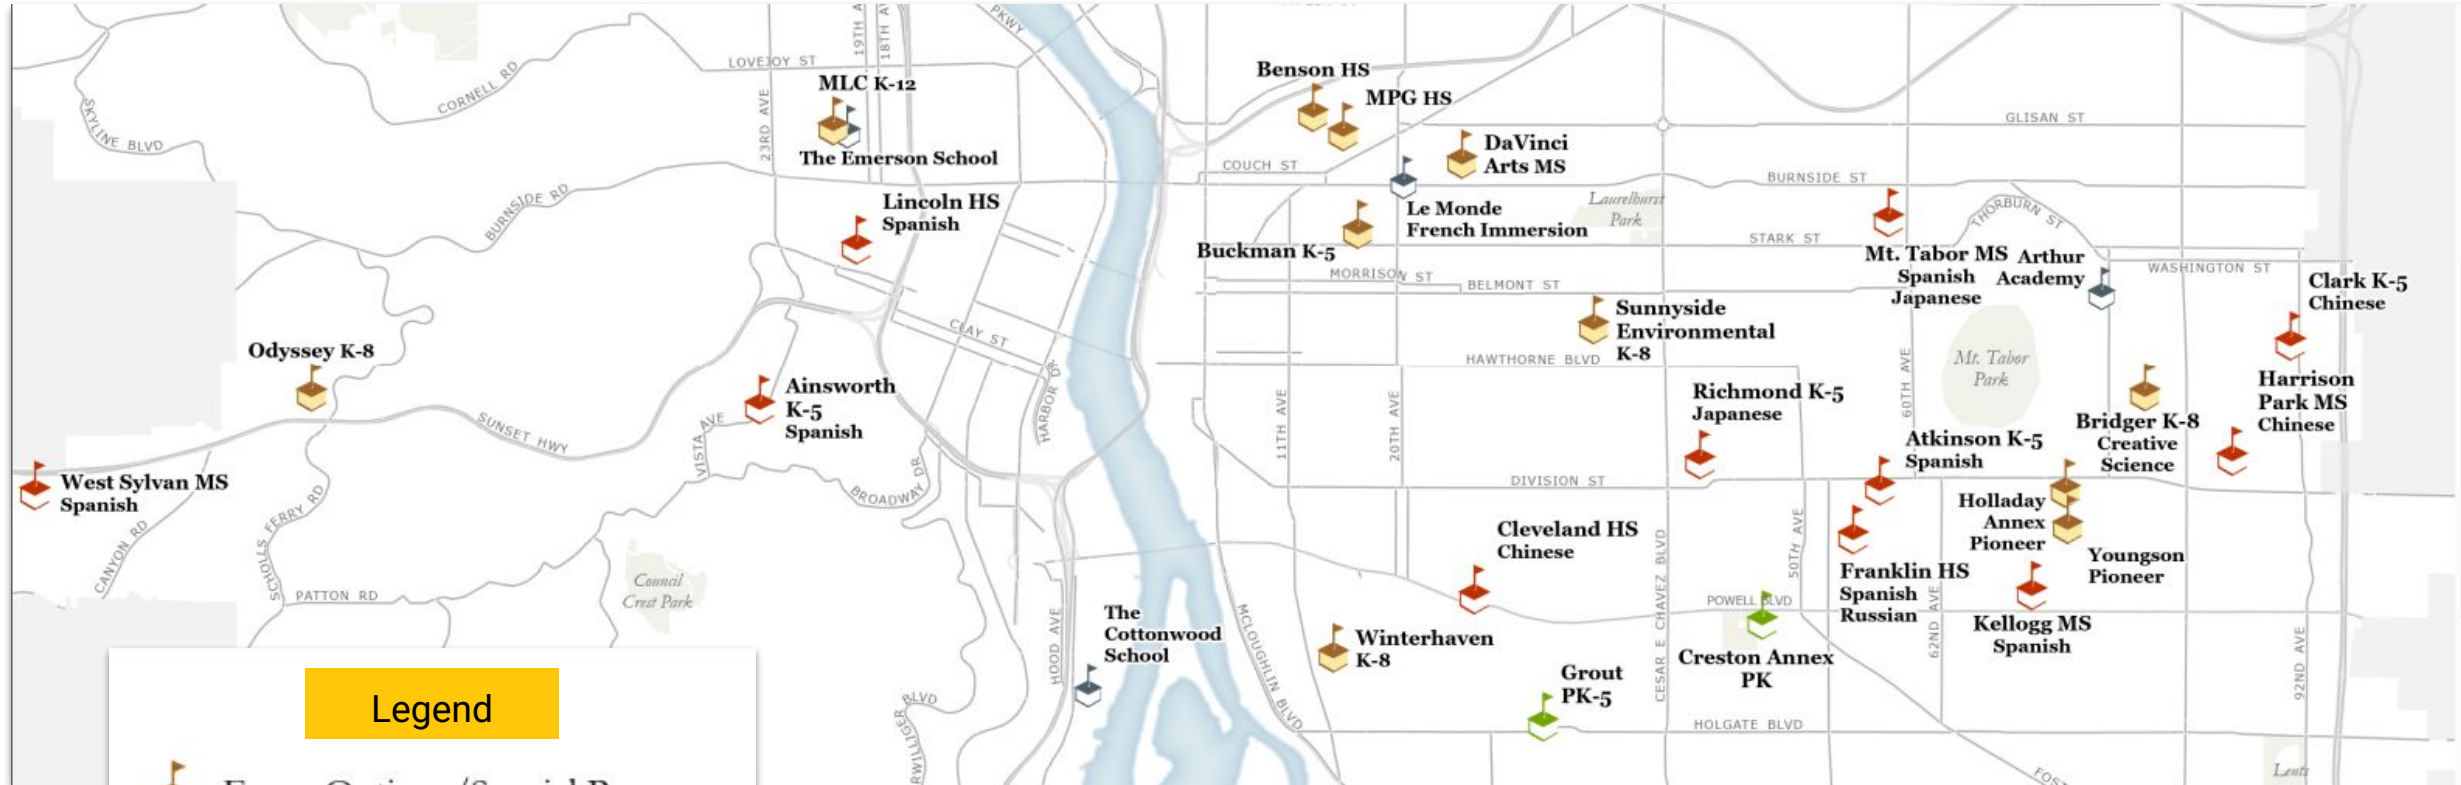 PKWY
19TH A
18TH A
LOVEJOY ST
CORNELL RD
SKYLINE BLVD
23RD AVE
MLC K-12
The Emerson School
Benson HS
MPG HS
GLISAN ST
DaVinci
Arts MS
COUCH ST
BURNSIDE ST
BURNSIDE RD
Lincoln HS
Spanish
Le Monde
French Immersion
Laurelhurst
Park
THORBURN ST
Buckman K-5
STARK ST
Mt. Tabor MS
Spanish
Japanese
Arthur
Academy
WASHINGTON ST
MORRISON ST
BELMONT ST
Clark K-5
Chinese
Sunnyside
Environmental
K-8
CLAY ST
HARBOR DR
Odyssey K-8
HAWTHORNE BLVD
60TH AVE
Mt. Tabor
Park
Ainsworth
K-5
Spanish
11TH AVE
20TH AVE
Richmond K-5
Japanese
Harrison
Park MS
Chinese
Bridger K-8
Creative
Science
SUNSET HWY
VISTA AVE
Atkinson K-5
Spanish
West Sylvan MS
Spanish
BROADWAY DR
DIVISION ST
Holladay
Annex
Pioneer
CANYON RD
SCHOLLS FERRY RD
Cleveland HS
Chinese
CESAR E CHAVEZ BLVD
50TH AVE
Youngson
Pioneer
Franklin HS
Spanish
Russian
Council
Crest Park
PATTON RD
POWELL BLVD
62ND AVE
Kellogg MS
Spanish
The
Cottonwood
School
HOOD AVE
MCLOUGHLIN BLVD
Winterhaven
K-8
Creston Annex
PK
92ND AVE
Grout
PK-5
Legend
RWILLIGER BLVD
HOLGATE BLVD
Lents
FOST